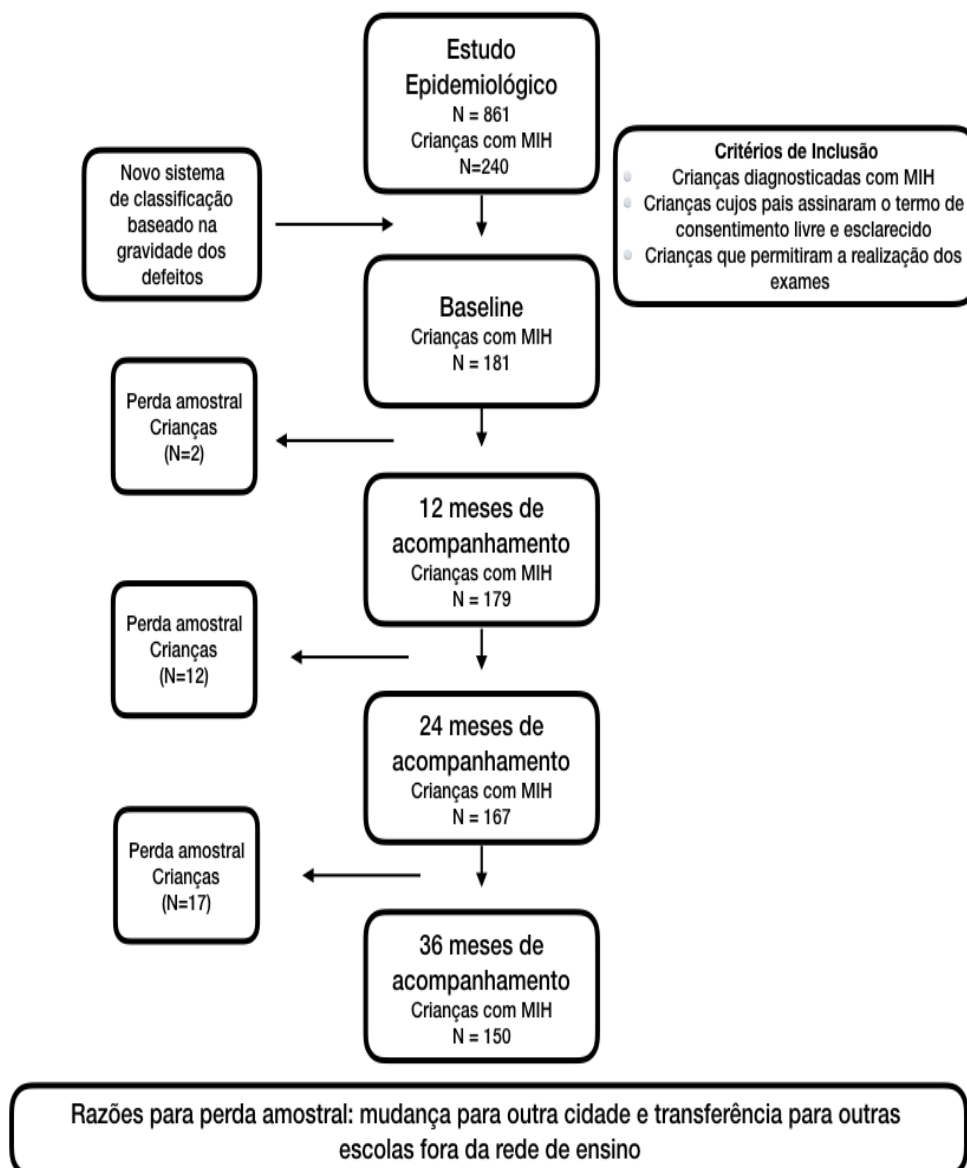 Estudo
Epidemiológico
N = 861
Crianças com MIH
N=240
Critérios de Inclusão
Crianças diagnosticadas com MIH
Crianças cujos pais assinaram o termo de
consentimento livre e esclarecido
Crianças que permitiram a realização dos
exames
Novo sistema
de classificação
baseado na
gravidade dos
defeitos
Baseline
Crianças com MIH
N = 181
Perda amostral
Crianças
(N=2)
12 meses de
acompanhamento
Crianças com MIH
N = 179
Perda amostral
Crianças
(N=12)
24 meses de
acompanhamento
Crianças com MIH
N = 167
Perda amostral
Crianças
(N=17)
36 meses de
acompanhamento
Crianças com MIH
N = 150
Razões para perda amostral: mudança para outra cidade e transferência para outras
escolas fora da rede de ensino